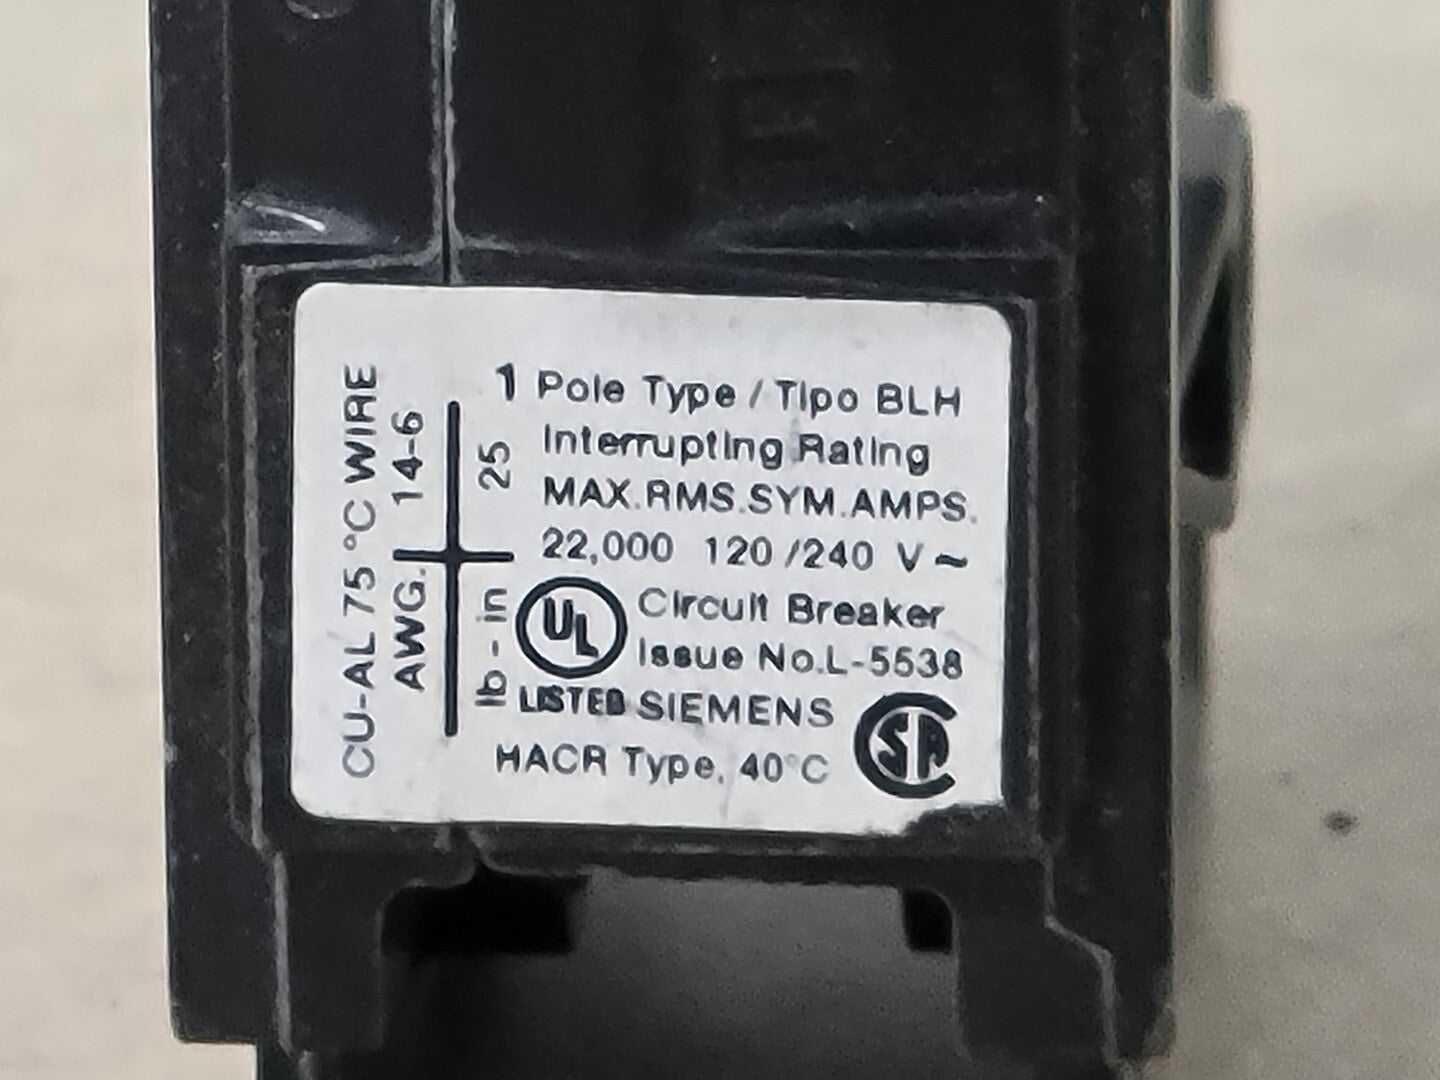 CU-AL 75 °C WIRE
AWG. 14-6
lb - in 25
1 Pole Type / Tipo BLH
Interrupting Rating
MAX.RMS.SYM.AMPS.
22,000 120 /240 V ~
UL
LISTED
Circuit Breaker
Issue No.L-5538
SIEMENS
HACR Type, 40°C
SA